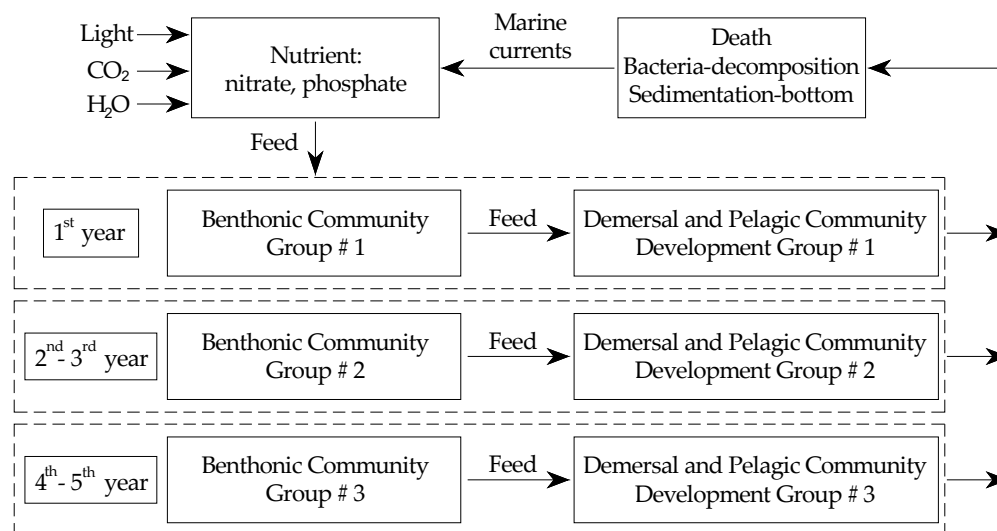 Light
CO₂
H₂O
Nutrient:
nitrate, phosphate
Marine
currents
Death
Bacteria-decomposition
Sedimentation-bottom
Feed
1st year
Benthonic Community
Group # 1
Feed
Demersal and Pelagic Community
Development Group # 1
2nd- 3rd year
Benthonic Community
Group # 2
Feed
Demersal and Pelagic Community
Development Group # 2
4th- 5th year
Benthonic Community
Group # 3
Feed
Demersal and Pelagic Community
Development Group # 3